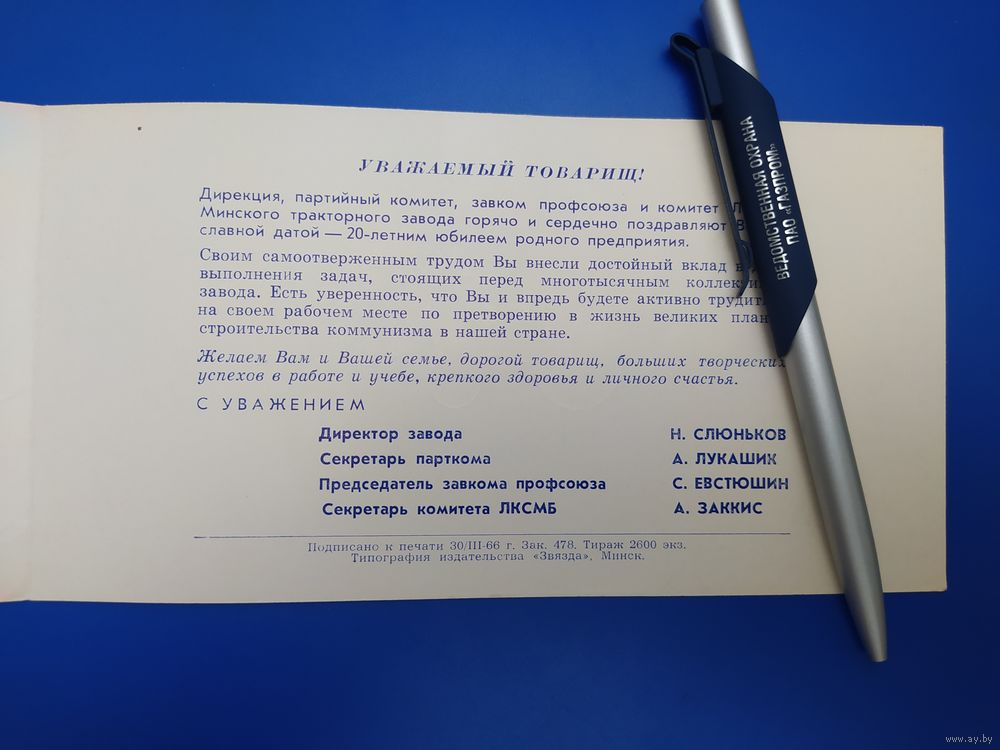 УВАЖАЕМЫЙ ТОВАРИЩ!
Дирекция, партийный комитет, завком профсоюза и комитет
Минского тракторного завода горячо и сердечно поздравляют
славной датой — 20-летним юбилеем родного предприятия.
Своим самоотверженным трудом Вы внесли достойный вклад в
выполнения задач, стоящих перед многотысячным
завода. Есть уверенность, что Вы и впредь будете активно
на своем рабочем месте по претворению в жизнь великих
строительства коммунизма в нашей стране.
Желаем Вам и Вашей семье, дорогой товарищ, больших творческих
успехов в работе и учебе, крепкого здоровья и личного счастья.
С УВАЖЕНИЕМ
Директор завода Н. СЛЮНЬКОВ
Секретарь парткома А. ЛУКАШИК
Председатель завкома профсоюза С. ЕВСТЮШИН
Секретарь комитета ЛКСМБ А. ЗАККИС
Подписано к печати 30/III-66 г. Зак. 478. Тираж 2600 экз.
Типография издательства «Звязда», Минск.
ВЕДОМСТВЕННАЯ ОХРАНА
ПАО «ГАЗПРОМ»
www.ay.by